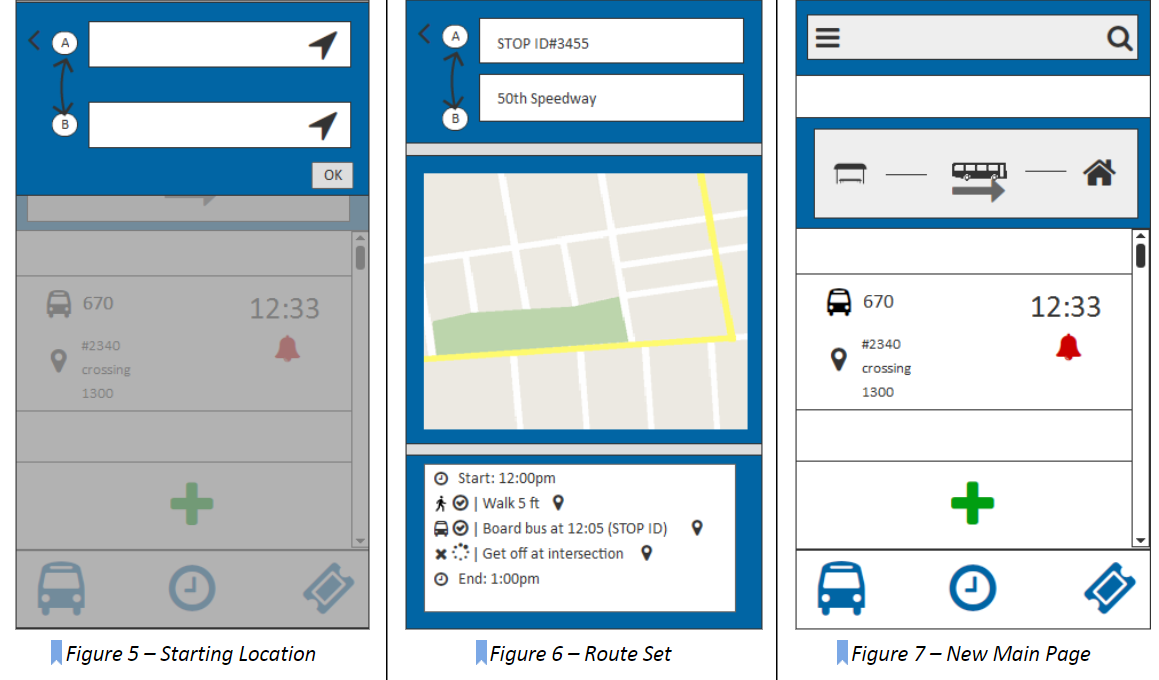 A
B
OK
670
12:33
#2340
crossing
1300
Figure 5 – Starting Location
A
STOP ID#3455
B
50th Speedway
Start: 12:00pm
| Walk 5 ft
| Board bus at 12:05 (STOP ID)
| Get off at intersection
End: 1:00pm
Figure 6 – Route Set
670
12:33
#2340
crossing
1300
Figure 7 – New Main Page